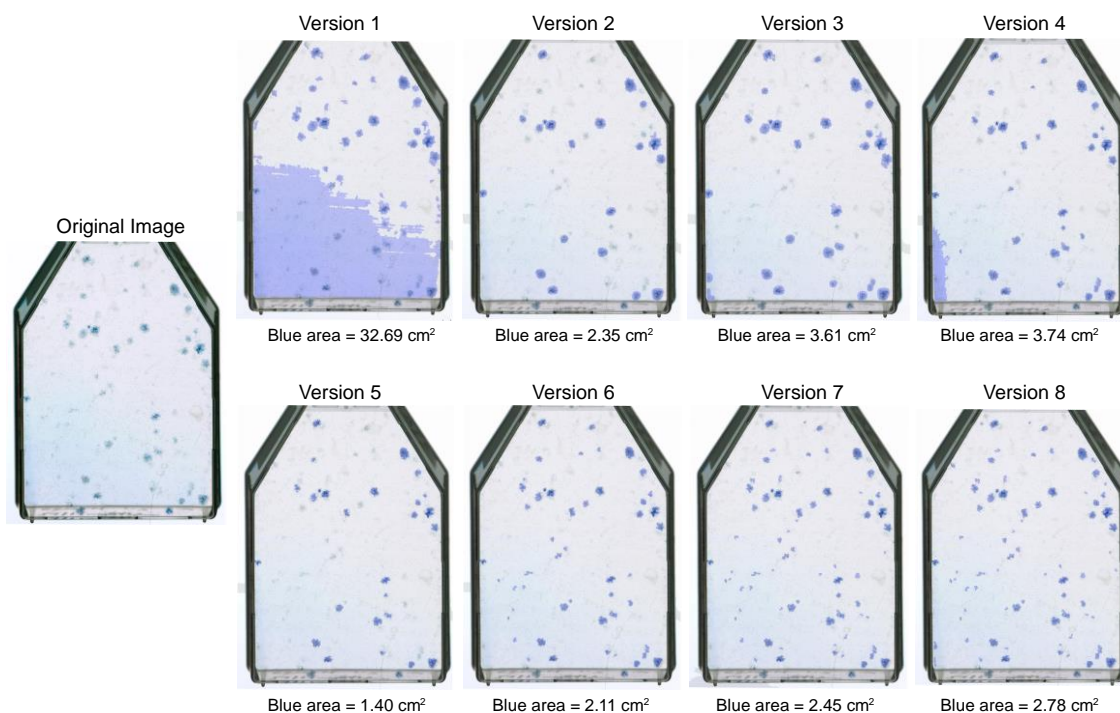 Version 1 Version 2 Version 3 Version 4
Original Image
Blue area = 32.69 cm² Blue area = 2.35 cm² Blue area = 3.61 cm² Blue area = 3.74 cm²
Version 5 Version 6 Version 7 Version 8
Blue area = 1.40 cm² Blue area = 2.11 cm² Blue area = 2.45 cm² Blue area = 2.78 cm²